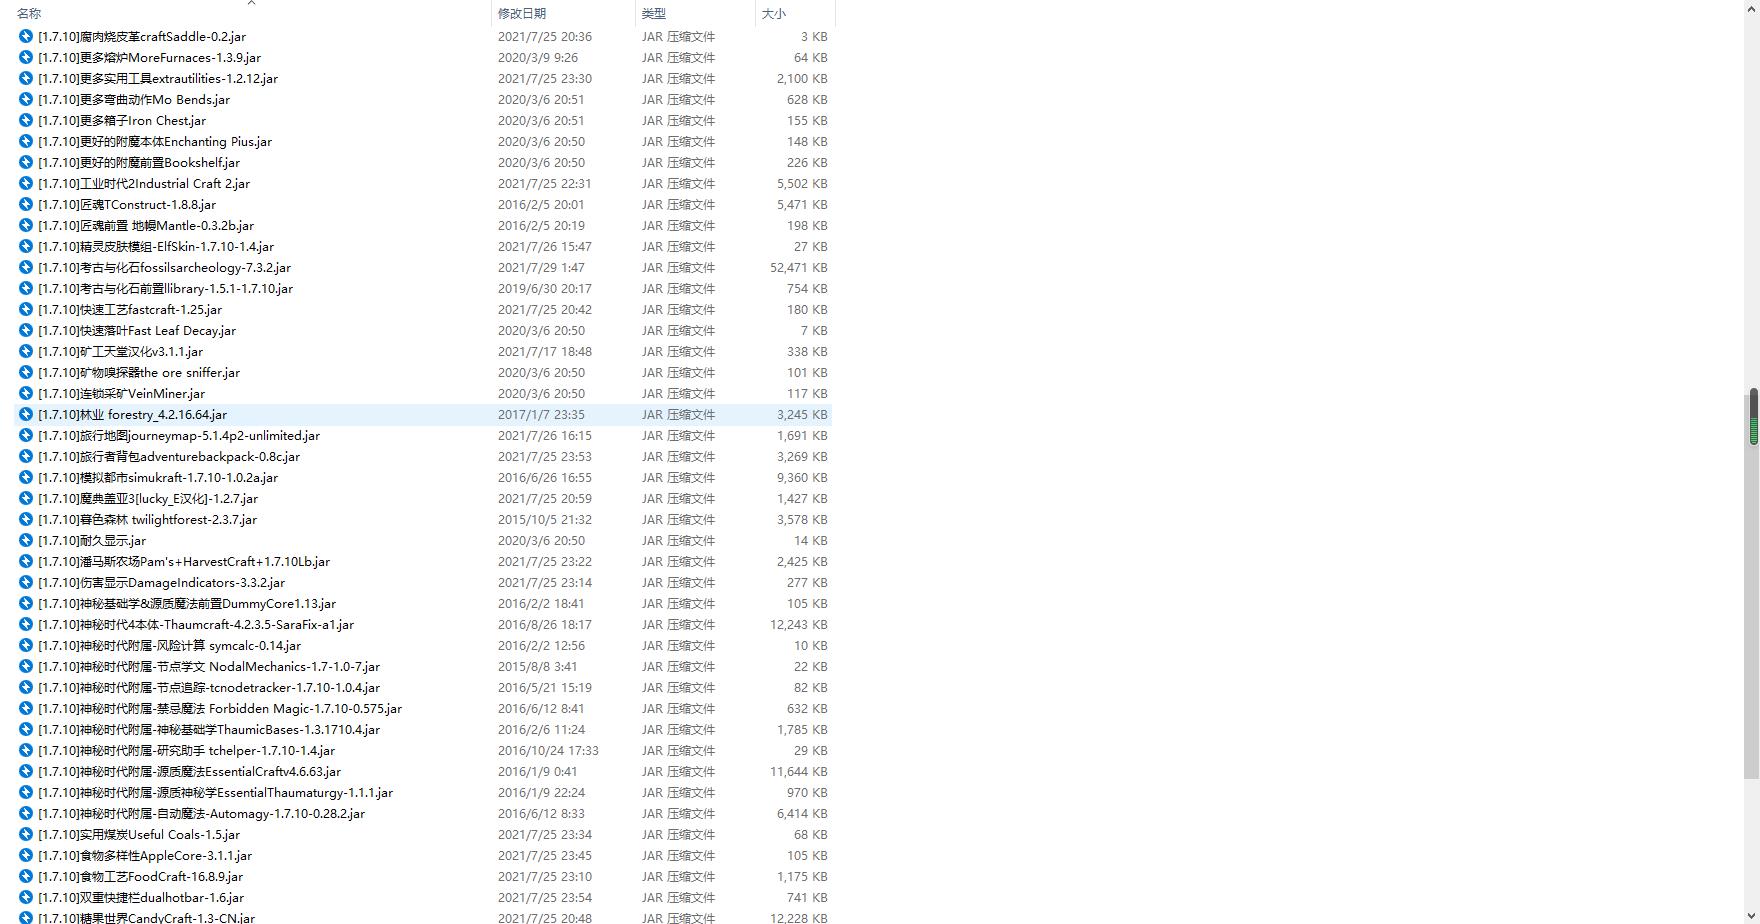 名称 修改日期 类型 大小
[1.7.10]腐肉烧皮革craftSaddle-0.2.jar 2021/7/25 20:36 JAR 压缩文件 3 KB
[1.7.10]更多熔炉MoreFurnaces-1.3.9.jar 2020/3/9 9:26 JAR 压缩文件 64 KB
[1.7.10]更多实用工具extrautilities-1.2.12.jar 2021/7/25 23:30 JAR 压缩文件 2,100 KB
[1.7.10]更多弯曲动作Mo Bends.jar 2020/3/6 20:51 JAR 压缩文件 628 KB
[1.7.10]更多箱子Iron Chest.jar 2020/3/6 20:51 JAR 压缩文件 155 KB
[1.7.10]更好的附魔本体Enchanting Pius.jar 2020/3/6 20:50 JAR 压缩文件 148 KB
[1.7.10]更好的附魔前置Bookshelf.jar 2020/3/6 20:50 JAR 压缩文件 226 KB
[1.7.10]工业时代2Industrial Craft 2.jar 2021/7/25 22:31 JAR 压缩文件 5,502 KB
[1.7.10]匠魂TConstruct-1.8.8.jar 2016/2/5 20:01 JAR 压缩文件 5,471 KB
[1.7.10]匠魂前置 地幔Mantle-0.3.2b.jar 2016/2/5 20:19 JAR 压缩文件 198 KB
[1.7.10]精灵皮肤模组-ElfSkin-1.7.10-1.4.jar 2021/7/26 15:47 JAR 压缩文件 27 KB
[1.7.10]考古与化石fossilsarcheology-7.3.2.jar 2021/7/29 1:47 JAR 压缩文件 52,471 KB
[1.7.10]考古与化石前置llibrary-1.5.1-1.7.10.jar 2019/6/30 20:17 JAR 压缩文件 754 KB
[1.7.10]快速工艺fastcraft-1.25.jar 2021/7/25 20:42 JAR 压缩文件 180 KB
[1.7.10]快速落叶Fast Leaf Decay.jar 2020/3/6 20:50 JAR 压缩文件 7 KB
[1.7.10]矿工天堂汉化v3.1.1.jar 2021/7/17 18:48 JAR 压缩文件 338 KB
[1.7.10]矿物嗅探器the ore sniffer.jar 2020/3/6 20:50 JAR 压缩文件 101 KB
[1.7.10]连锁采矿VeinMiner.jar 2020/3/6 20:50 JAR 压缩文件 117 KB
[1.7.10]林业 forestry_4.2.16.64.jar 2017/1/7 23:35 JAR 压缩文件 3,245 KB
[1.7.10]旅行地图journeymap-5.1.4p2-unlimited.jar 2021/7/26 16:15 JAR 压缩文件 1,691 KB
[1.7.10]旅行者背包adventurebackpack-0.8c.jar 2021/7/25 23:53 JAR 压缩文件 3,269 KB
[1.7.10]模拟都市simukraft-1.7.10-1.0.2a.jar 2016/6/26 16:55 JAR 压缩文件 9,360 KB
[1.7.10]魔典盖亚3[lucky_E汉化]-1.2.7.jar 2021/7/25 20:59 JAR 压缩文件 1,427 KB
[1.7.10]暮色森林 twilightforest-2.3.7.jar 2015/10/5 21:32 JAR 压缩文件 3,578 KB
[1.7.10]耐久显示.jar 2020/3/6 20:50 JAR 压缩文件 14 KB
[1.7.10]潘马斯农场Pam's+HarvestCraft+1.7.10Lb.jar 2021/7/25 23:22 JAR 压缩文件 2,425 KB
[1.7.10]伤害显示DamageIndicators-3.3.2.jar 2021/7/25 23:14 JAR 压缩文件 277 KB
[1.7.10]神秘基础学&源质魔法前置DummyCore1.13.jar 2016/2/2 18:41 JAR 压缩文件 105 KB
[1.7.10]神秘时代4本体-Thaumcraft-4.2.3.5-SaraFix-a1.jar 2016/8/26 18:17 JAR 压缩文件 12,243 KB
[1.7.10]神秘时代附属-风险计算 symcalc-0.14.jar 2016/2/2 12:56 JAR 压缩文件 10 KB
[1.7.10]神秘时代附属-节点学文 NodalMechanics-1.7-1.0-7.jar 2015/8/8 3:41 JAR 压缩文件 22 KB
[1.7.10]神秘时代附属-节点追踪-tcnodetracker-1.7.10-1.0.4.jar 2016/5/21 15:19 JAR 压缩文件 82 KB
[1.7.10]神秘时代附属-禁忌魔法 Forbidden Magic-1.7.10-0.575.jar 2016/6/12 8:41 JAR 压缩文件 632 KB
[1.7.10]神秘时代附属-神秘基础学ThaumicBases-1.3.1710.4.jar 2016/2/6 11:24 JAR 压缩文件 1,785 KB
[1.7.10]神秘时代附属-研究助手 tchelper-1.7.10-1.4.jar 2016/10/24 17:33 JAR 压缩文件 29 KB
[1.7.10]神秘时代附属-源质魔法EssentialCraftv4.6.63.jar 2016/1/9 0:41 JAR 压缩文件 11,644 KB
[1.7.10]神秘时代附属-源质神秘学EssentialThaumaturgy-1.1.1.jar 2016/1/9 22:24 JAR 压缩文件 970 KB
[1.7.10]神秘时代附属-自动魔法-Automagy-1.7.10-0.28.2.jar 2016/6/12 8:33 JAR 压缩文件 6,414 KB
[1.7.10]实用煤炭Useful Coals-1.5.jar 2021/7/25 23:34 JAR 压缩文件 68 KB
[1.7.10]食物多样性AppleCore-3.1.1.jar 2021/7/25 23:45 JAR 压缩文件 105 KB
[1.7.10]食物工艺FoodCraft-16.8.9.jar 2021/7/25 23:10 JAR 压缩文件 1,175 KB
[1.7.10]双重快捷栏dualhotbar-1.6.jar 2021/7/25 23:54 JAR 压缩文件 741 KB
[1.7.10]糖果世界CandyCraft-1.3-CN.jar 2021/7/25 20:48 JAR 压缩文件 12,228 KB